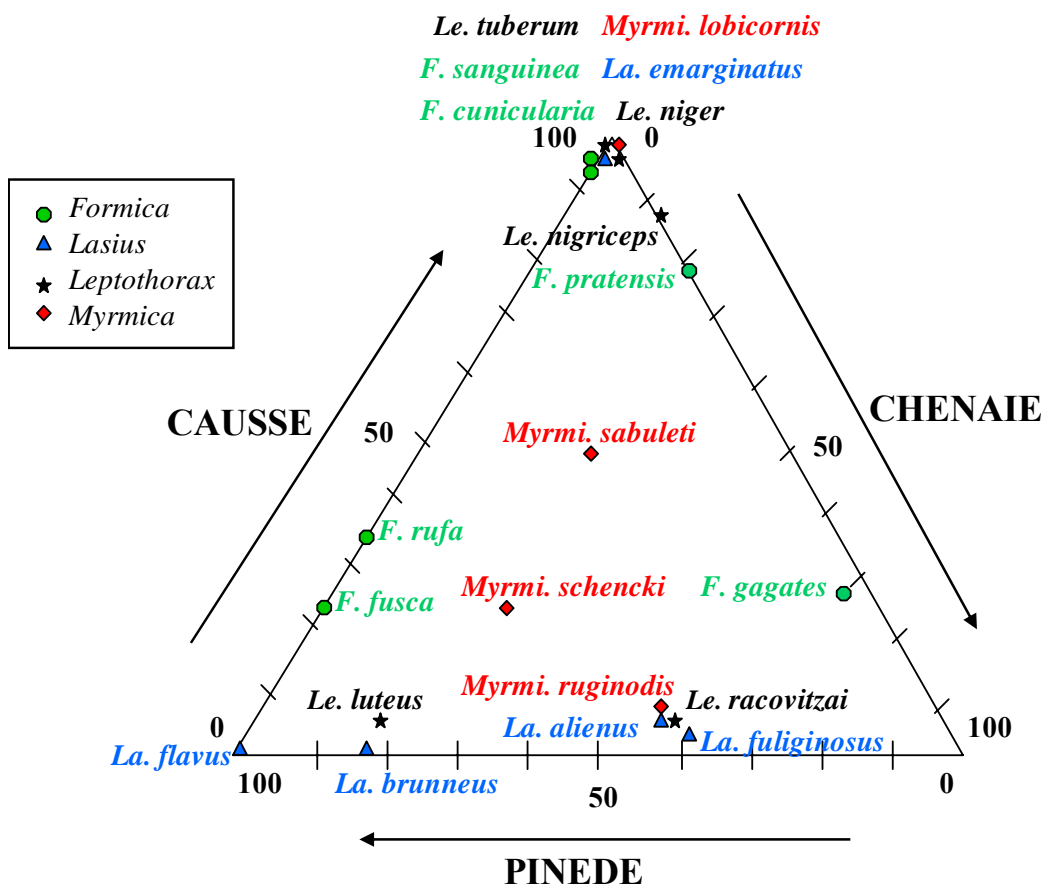 Le. tuberum Myrmi. lobicornis
F. sanguinea La. emarginatus
F. cunicularia Le. niger
100 0
Formica
Lasius
Leptothorax
Myrmica
Le. nigriceps
F. pratensis
CAUSSE
CHENAIE
50
Myrmi. sabuleti
50
F. rufa
F. fusca
Myrmi. schencki
F. gagates
Le. luteus
Myrmi. ruginodis
Le. racovitzai
0
La. alienus
La. fuliginosus
100
La. flavus
100
La. brunneus
50
0
PINEDE